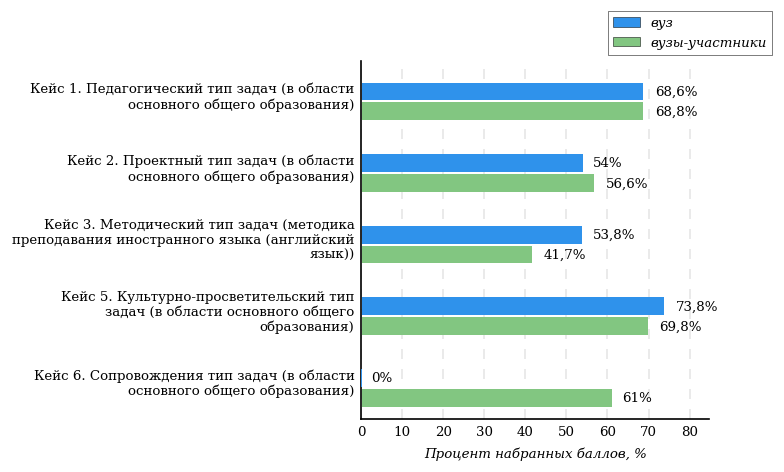 вуз
вузы-участники
Кейс 1. Педагогический тип задач (в области
основного общего образования)
68,6%
68,8%
Кейс 2. Проектный тип задач (в области
основного общего образования)
54%
56,6%
Кейс 3. Методический тип задач (методика
преподавания иностранного языка (английский
язык))
53,8%
41,7%
Кейс 5. Культурно-просветительский тип
задач (в области основного общего
образования)
73,8%
69,8%
Кейс 6. Сопровождения тип задач (в области
основного общего образования)
0%
61%
0 10 20 30 40 50 60 70 80
Процент набранных баллов, %